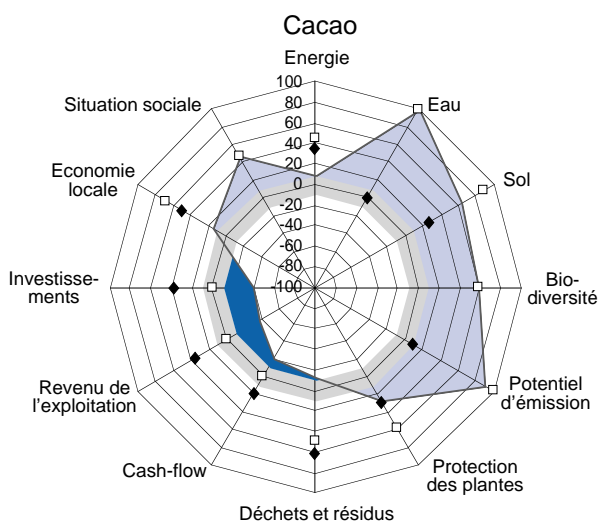 Cacao
Energie
100
80
60
40
20
0
-20
-40
-60
-80
-100
Eau
Sol
Bio-
diversité
Potentiel
d'émission
Protection
des plantes
Déchets et résidus
Cash-flow
Revenu de
l'exploitation
Investisse-
ments
Economie
locale
Situation sociale